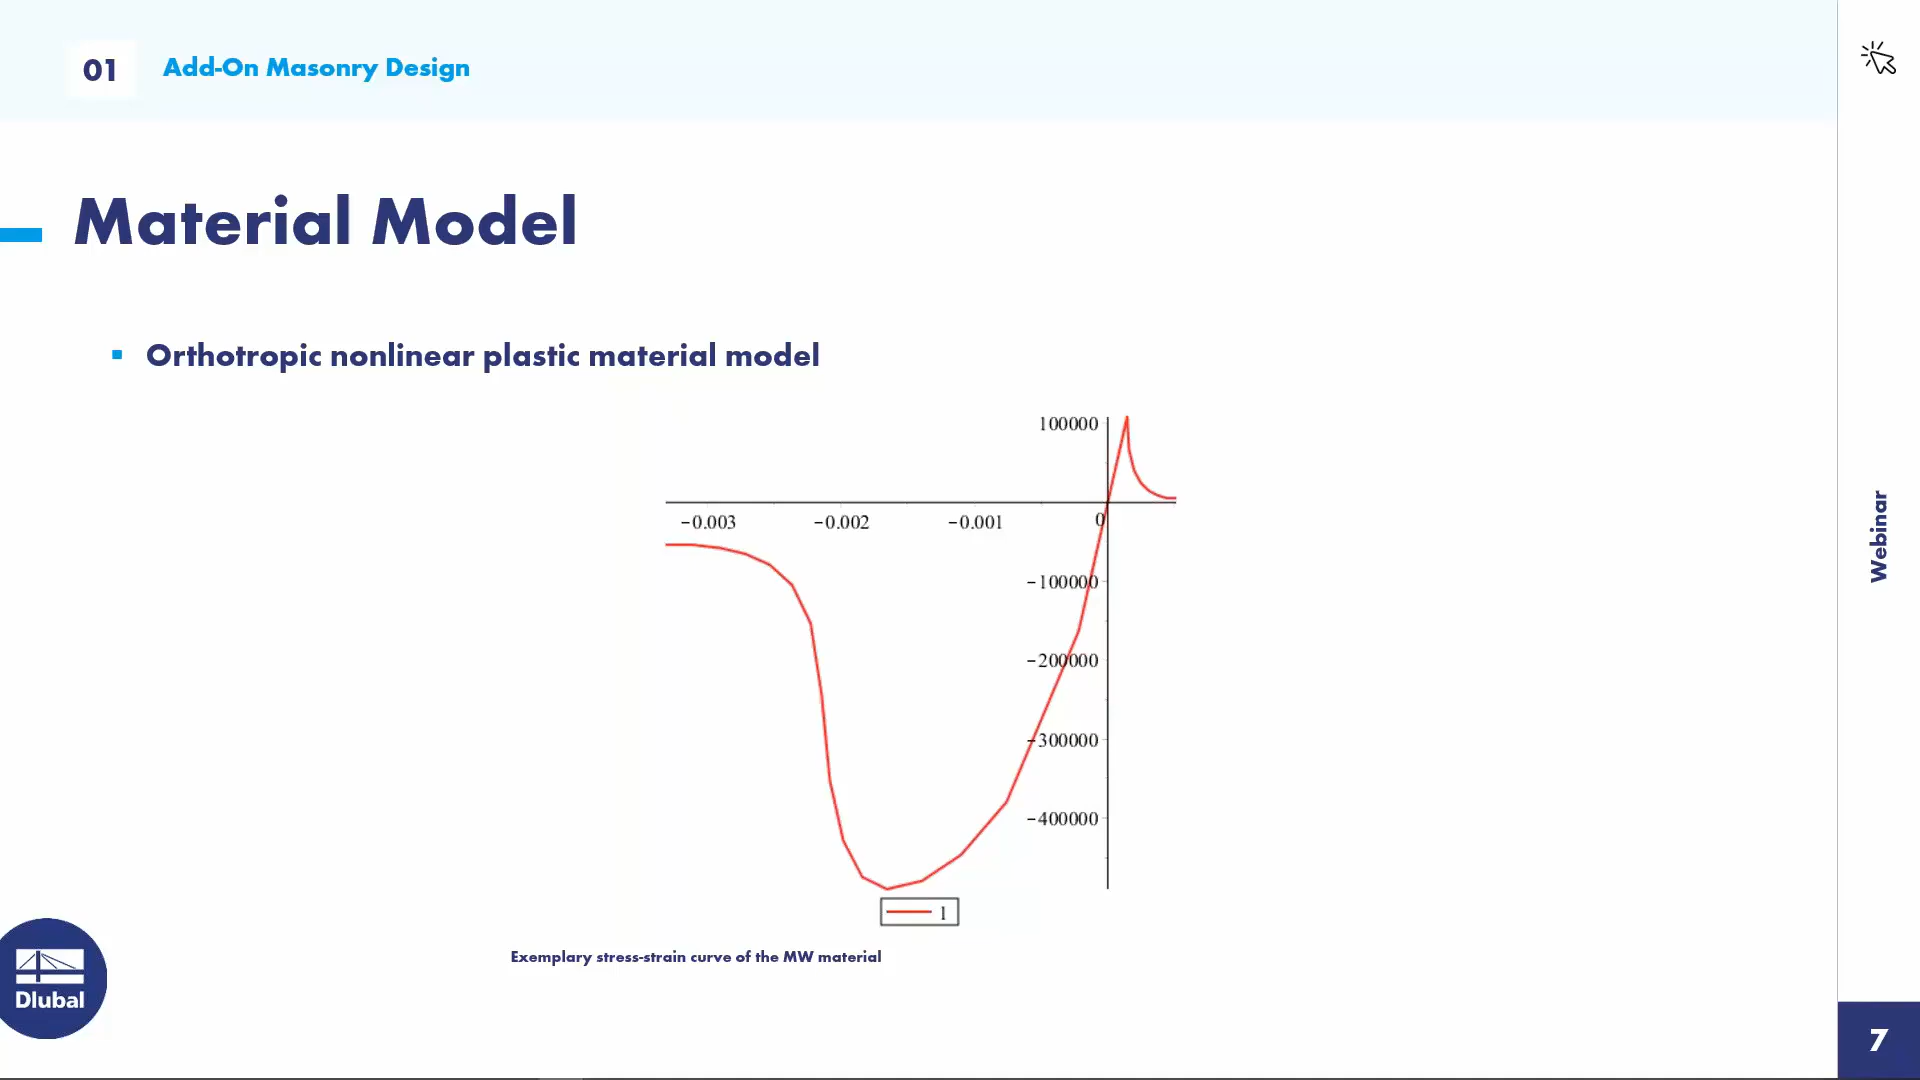 01
Add-On Masonry Design
Material Model
Orthotropic nonlinear plastic material model
100000
−0.003
−0.002
−0.001
0
−100000
−200000
−300000
−400000
1
Exemplary stress-strain curve of the MW material
Dlubal
Webinar
7